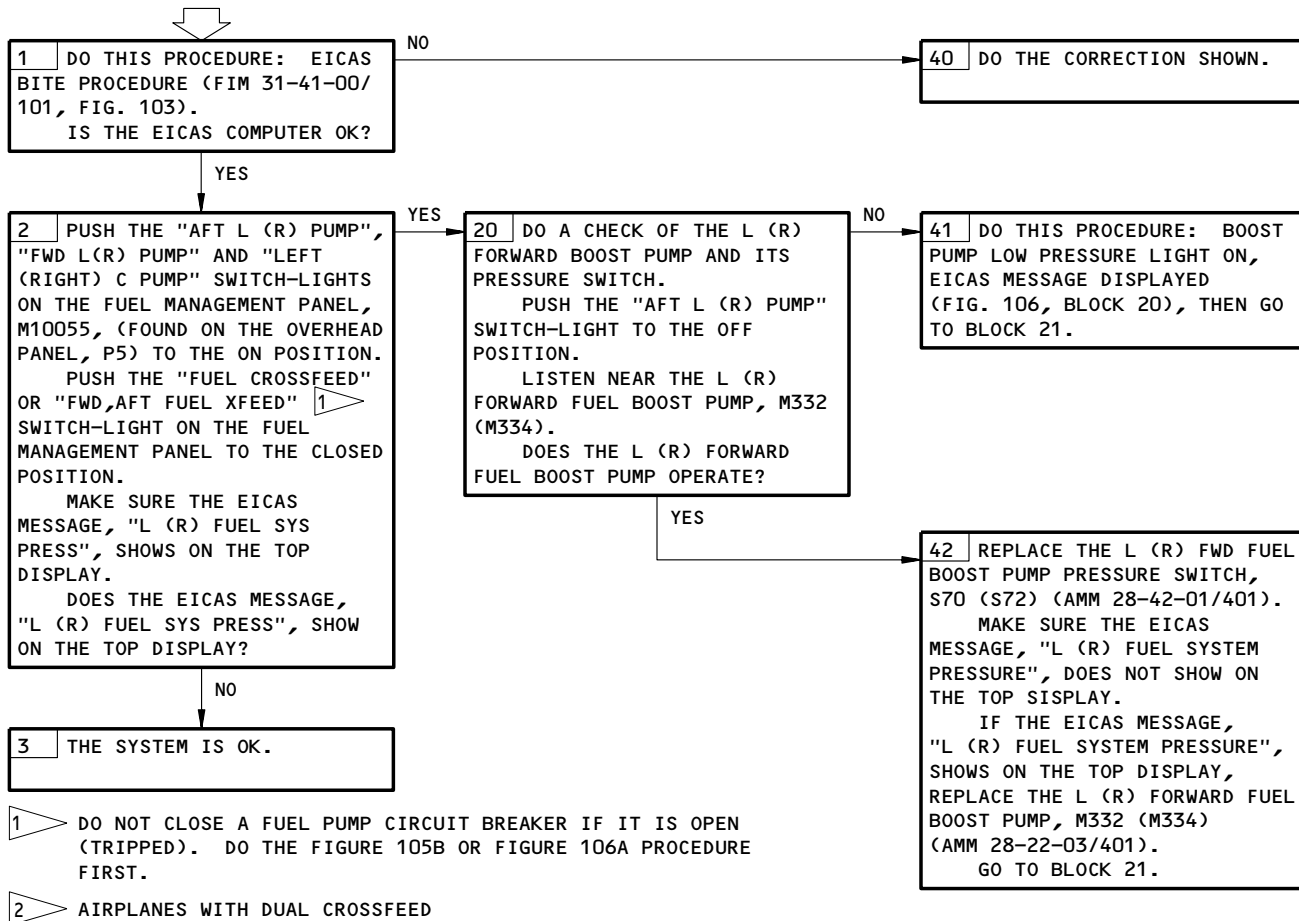 1 DO THIS PROCEDURE: EICAS
BITE PROCEDURE (FIM 31-41-00/
101, FIG. 103).
IS THE EICAS COMPUTER OK?
NO
40 DO THE CORRECTION SHOWN.
YES
2 PUSH THE "AFT L (R) PUMP",
"FWD L(R) PUMP" AND "LEFT
(RIGHT) C PUMP" SWITCH-LIGHTS
ON THE FUEL MANAGEMENT PANEL,
M10055, (FOUND ON THE OVERHEAD
PANEL, P5) TO THE ON POSITION.
PUSH THE "FUEL CROSSFEED"
OR "FWD,AFT FUEL XFEED" 1
SWITCH-LIGHT ON THE FUEL
MANAGEMENT PANEL TO THE CLOSED
POSITION.
MAKE SURE THE EICAS
MESSAGE, "L (R) FUEL SYS
PRESS", SHOWS ON THE TOP
DISPLAY.
DOES THE EICAS MESSAGE,
"L (R) FUEL SYS PRESS", SHOW
ON THE TOP DISPLAY?
YES
20 DO A CHECK OF THE L (R)
FORWARD BOOST PUMP AND ITS
PRESSURE SWITCH.
PUSH THE "AFT L (R) PUMP"
SWITCH-LIGHT TO THE OFF
POSITION.
LISTEN NEAR THE L (R)
FORWARD FUEL BOOST PUMP, M332
(M334).
DOES THE L (R) FORWARD
FUEL BOOST PUMP OPERATE?
NO
41 DO THIS PROCEDURE: BOOST
PUMP LOW PRESSURE LIGHT ON,
EICAS MESSAGE DISPLAYED
(FIG. 106, BLOCK 20), THEN GO
TO BLOCK 21.
YES
42 REPLACE THE L (R) FWD FUEL
BOOST PUMP PRESSURE SWITCH,
S70 (S72) (AMM 28-42-01/401).
MAKE SURE THE EICAS
MESSAGE, "L (R) FUEL SYSTEM
PRESSURE", DOES NOT SHOW ON
THE TOP SISPLAY.
IF THE EICAS MESSAGE,
"L (R) FUEL SYSTEM PRESSURE",
SHOWS ON THE TOP DISPLAY,
REPLACE THE L (R) FORWARD FUEL
BOOST PUMP, M332 (M334)
(AMM 28-22-03/401).
GO TO BLOCK 21.
NO
3 THE SYSTEM IS OK.
1 DO NOT CLOSE A FUEL PUMP CIRCUIT BREAKER IF IT IS OPEN
(TRIPPED). DO THE FIGURE 105B OR FIGURE 106A PROCEDURE
FIRST.
2 AIRPLANES WITH DUAL CROSSFEED